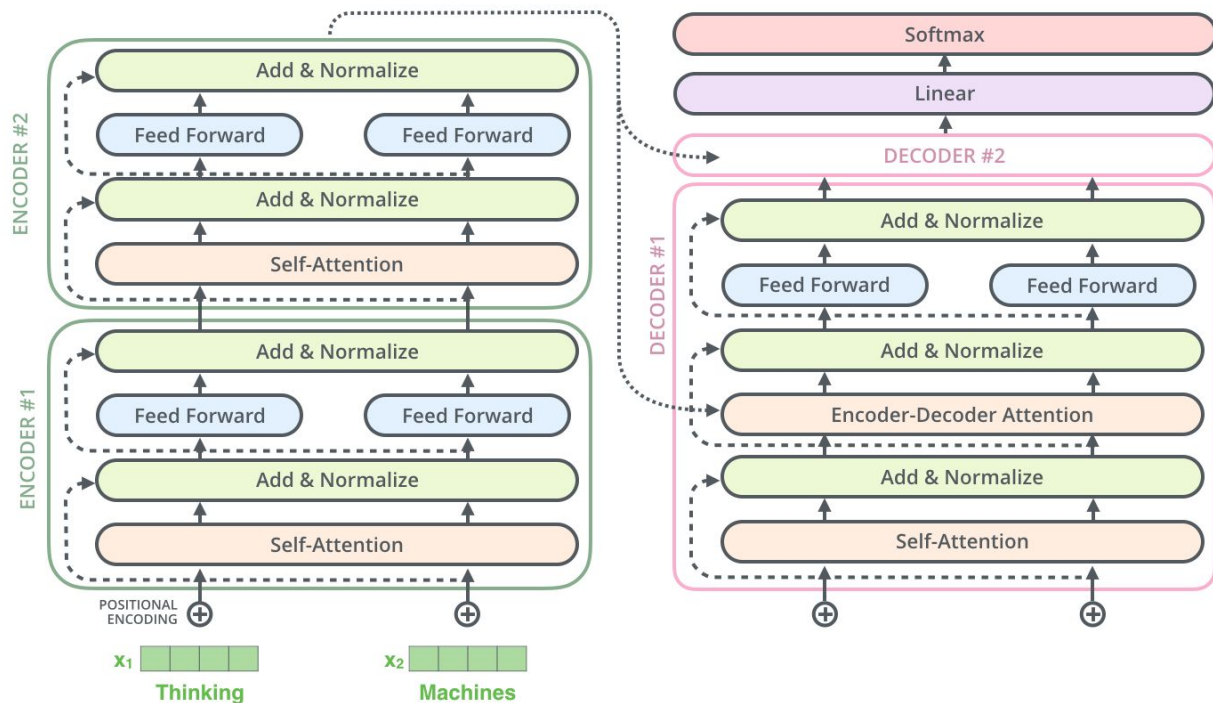 ENCODER #2
Add & Normalize
Feed Forward
Feed Forward
Add & Normalize
Self-Attention
ENCODER #1
Add & Normalize
Feed Forward
Feed Forward
Add & Normalize
Self-Attention
POSITIONAL
ENCODING
x1
x2
Thinking
Machines
Softmax
Linear
DECODER #2
DECODER #1
Add & Normalize
Feed Forward
Feed Forward
Add & Normalize
Encoder-Decoder Attention
Add & Normalize
Self-Attention